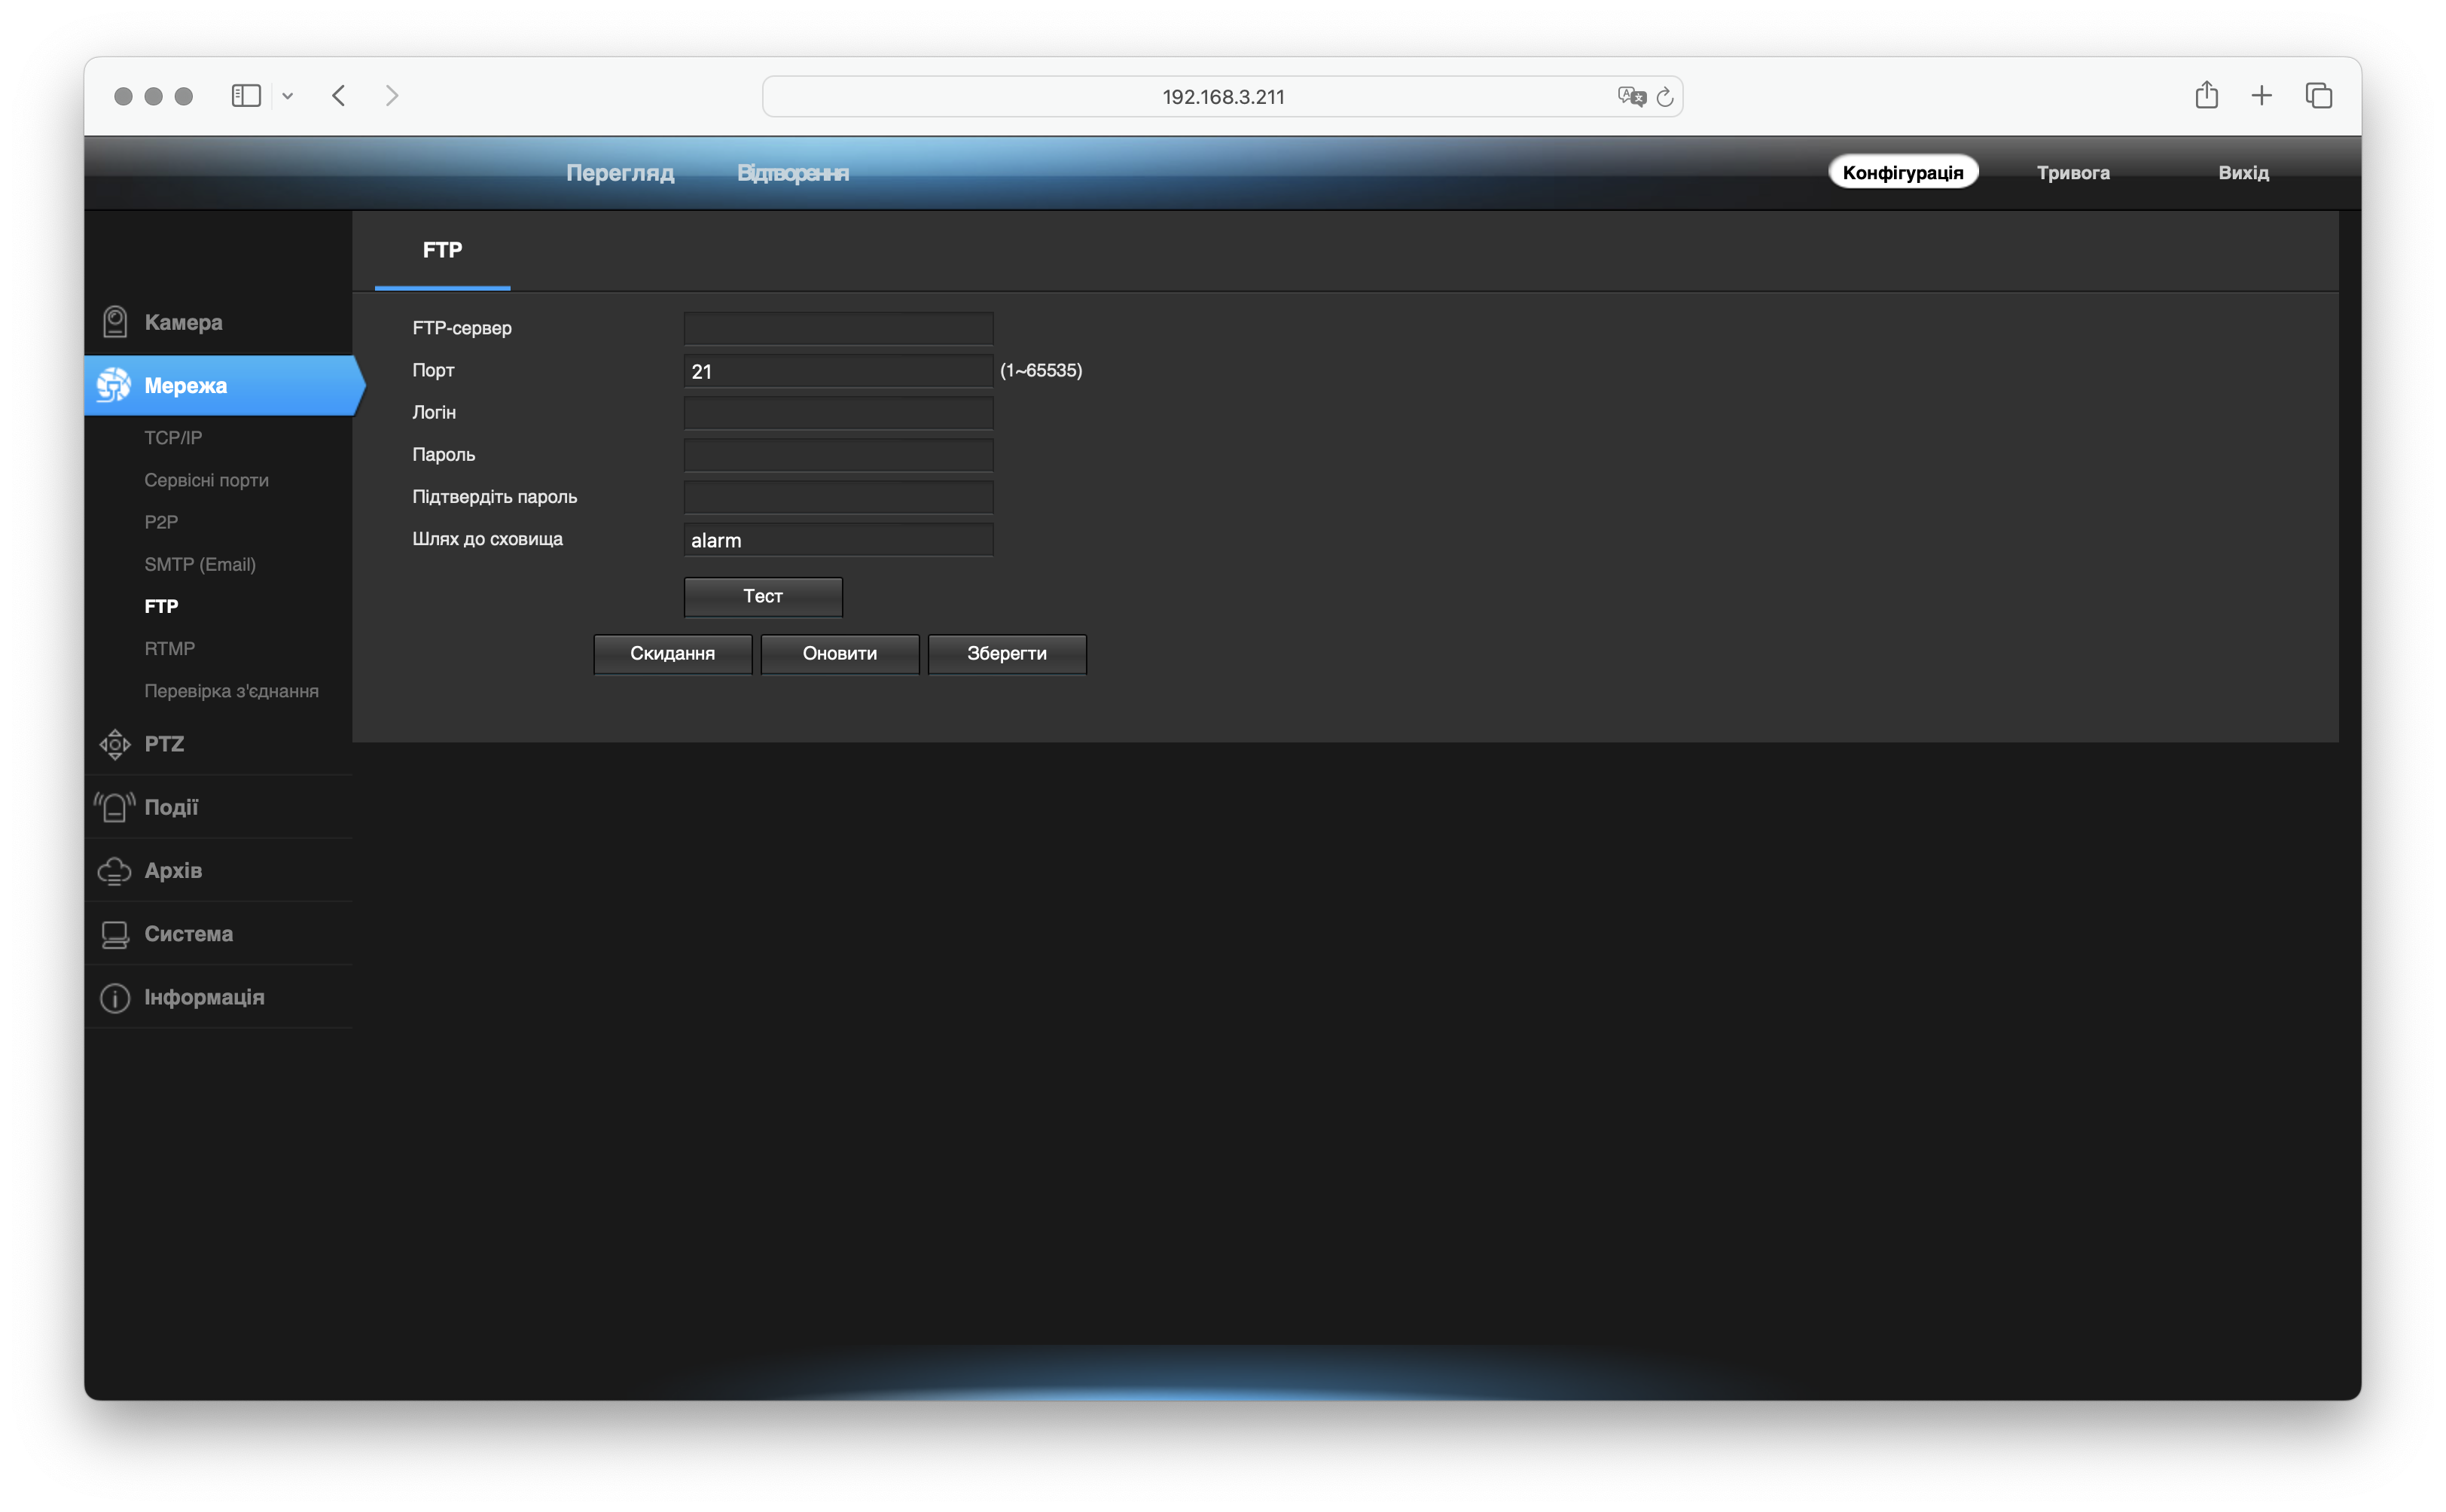 192.168.3.211
Перегляд
Відтворення
Конфігурація
Тривога
Вихід
FTP
Камера
Мережа
TCP/IP
Сервісні порти
P2P
SMTP (Email)
FTP
RTMP
Перевірка з'єднання
PTZ
Події
Архів
Система
Інформація
FTP-сервер
Порт 21 (1~65535)
Логін
Пароль
Підтвердіть пароль
Шлях до сховища alarm
Тест
Скидання Оновити Зберегти